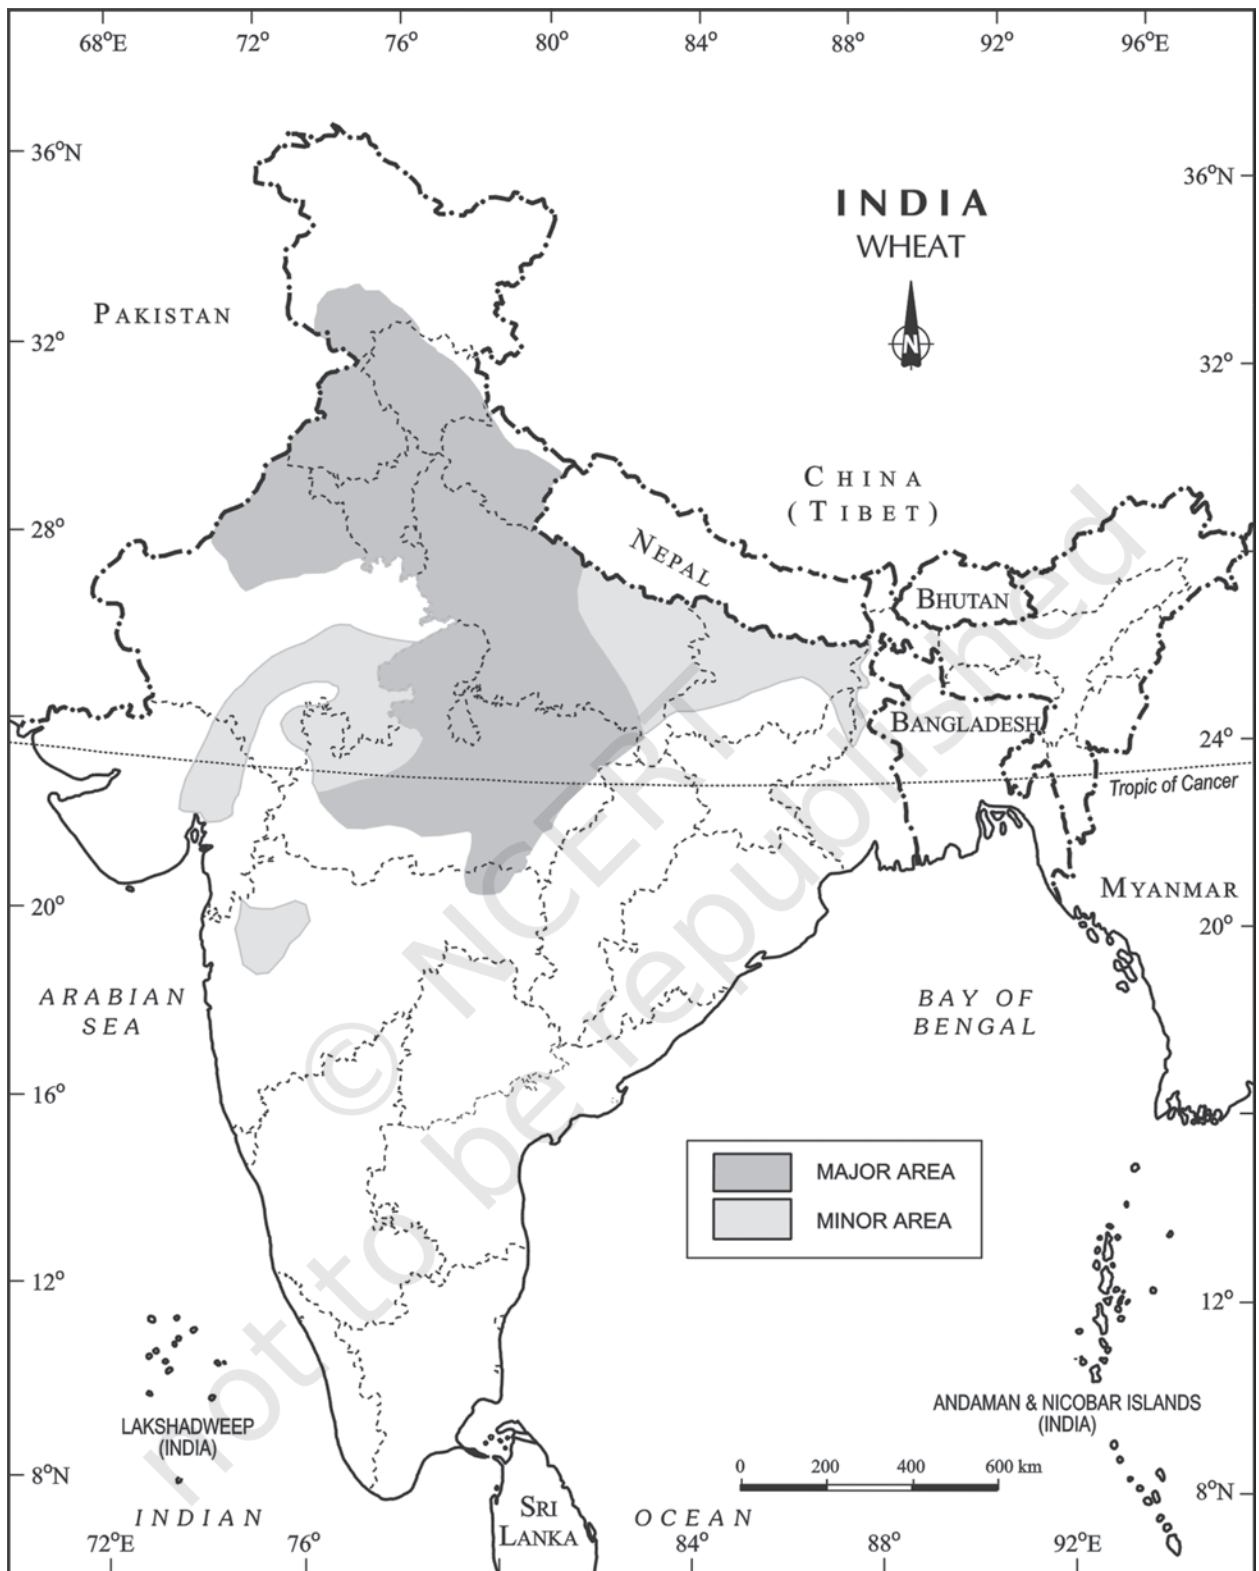 68°E 72° 76° 80° 84° 88° 92° 96°E
36°N
36°N
INDIA
WHEAT
N
PAKISTAN
32°
32°
CHINA
(TIBET)
28°
NEPAL
BHUTAN
BANGLADESH
24°
Tropic of Cancer
20°
MYANMAR
20°
ARABIAN
SEA
BAY OF
BENGAL
16°
MAJOR AREA
MINOR AREA
12°
12°
LAKSHADWEEP
(INDIA)
ANDAMAN & NICOBAR ISLANDS
(INDIA)
0 200 400 600 km
8°N
8°N
SRI
LANKA
INDIAN OCEAN
72°E 76° 84° 88° 92°E
© NCERT
not to be republished